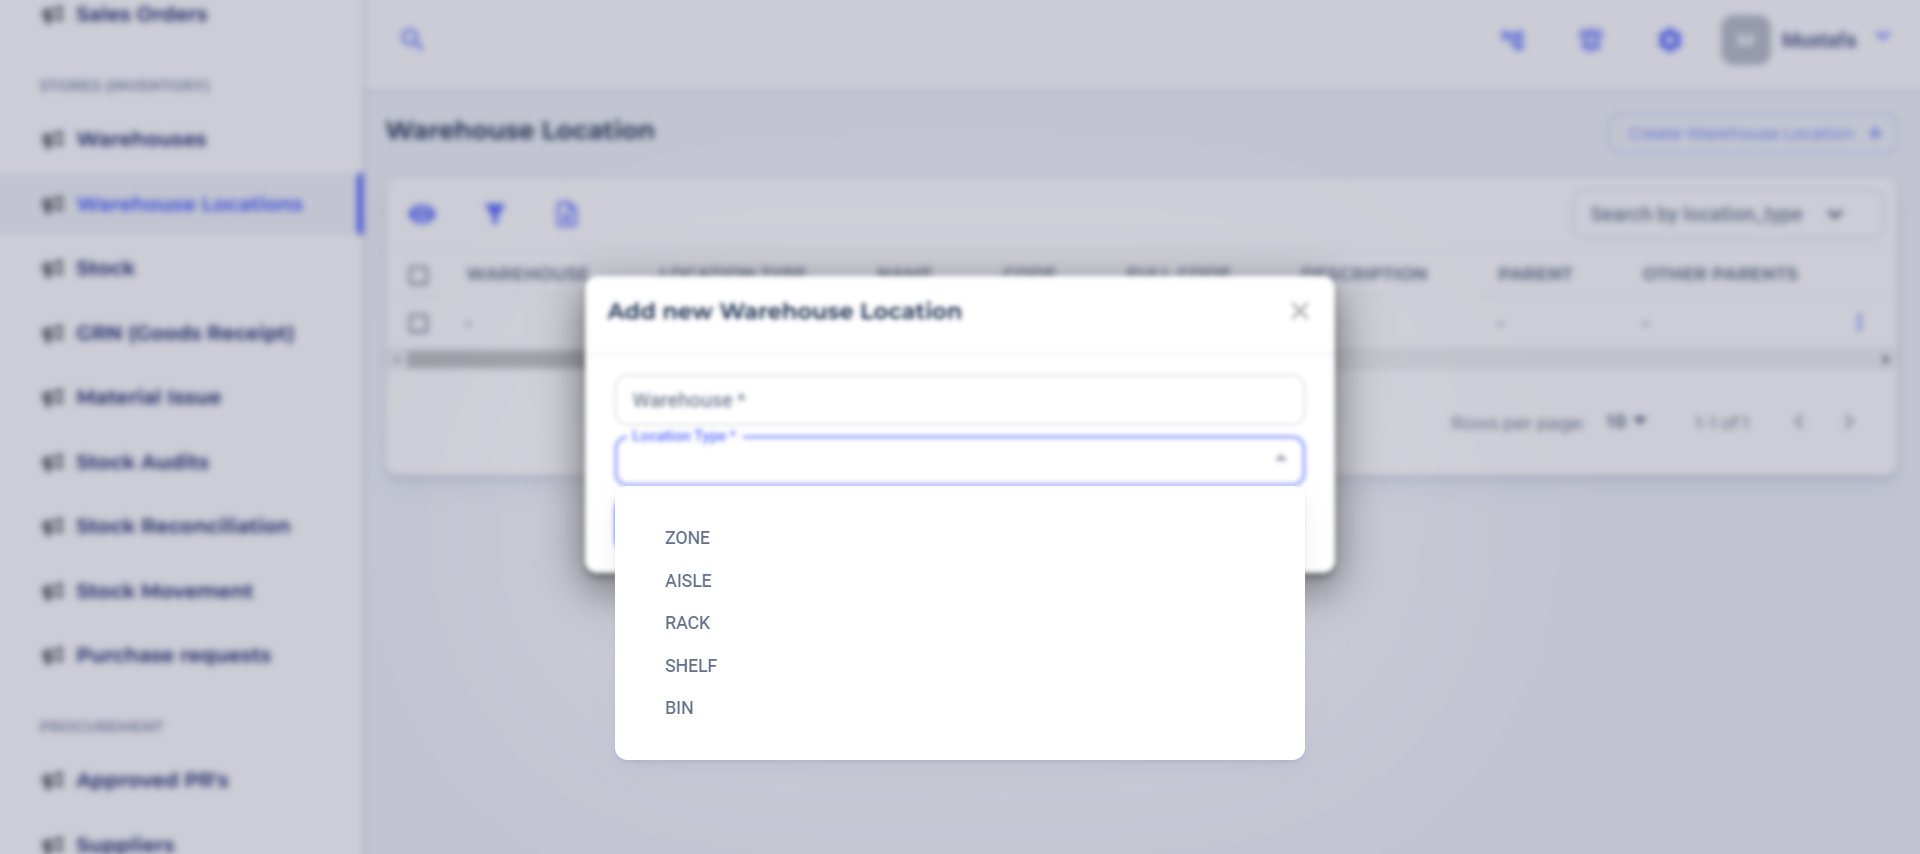 Sales Orders
STORES (INVENTORY)
Warehouses
Warehouse Locations
Stock
GRN (Goods Receipt)
Material Issue
Stock Audits
Stock Reconciliation
Stock Movement
Purchase requests
PROCUREMENT
Approved PR's
Suppliers
Mustafa
Warehouse Location
Create Warehouse Location +
Search by location_type
WAREHOUSE LOCATION TYPE NAME CODE FULL CODE DESCRIPTION PARENT OTHER PARENTS
- - -
Rows per page: 10 1-1 of 1
Add new Warehouse Location
Warehouse *
Location Type *
ZONE
AISLE
RACK
SHELF
BIN